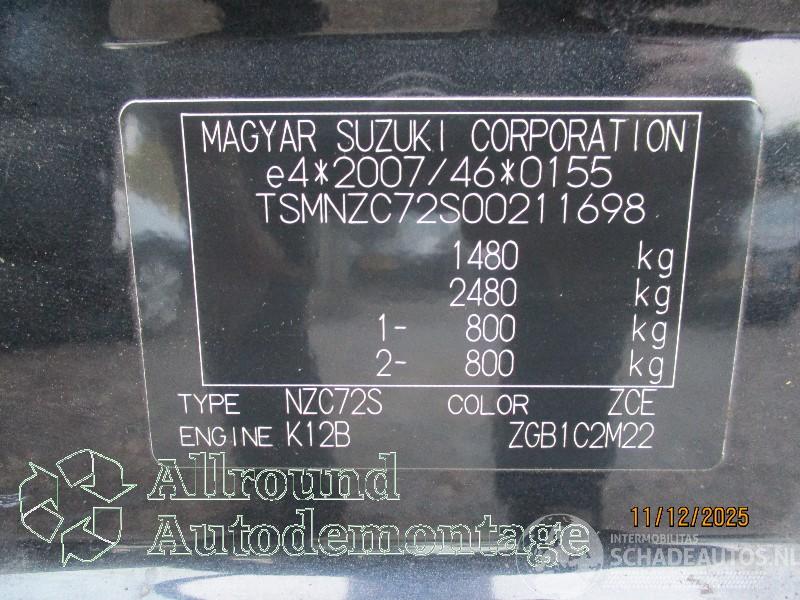 MAGYAR SUZUKI CORPORATION
e4*2007/46*0155
TSMNZC72S00211698
1480 kg
2480 kg
1- 800 kg
2- 800 kg
TYPE NZC72S COLOR ZCE
ENGINE K12B ZGB1C2M22
Allround
Autodemontage
11/12/2025
INTERMOBILITAS
SCHADEAUTOS.NL